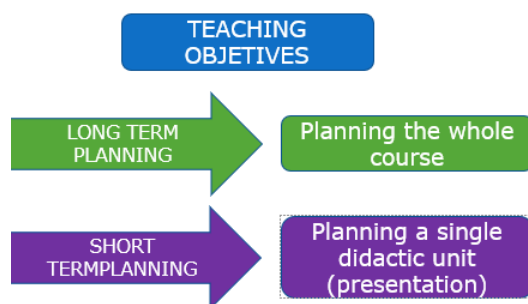 TEACHING
OBJETIVES
LONG TERM
PLANNING
Planning the whole
course
SHORT
TERMPLANNING
Planning a single
didactic unit
(presentation)